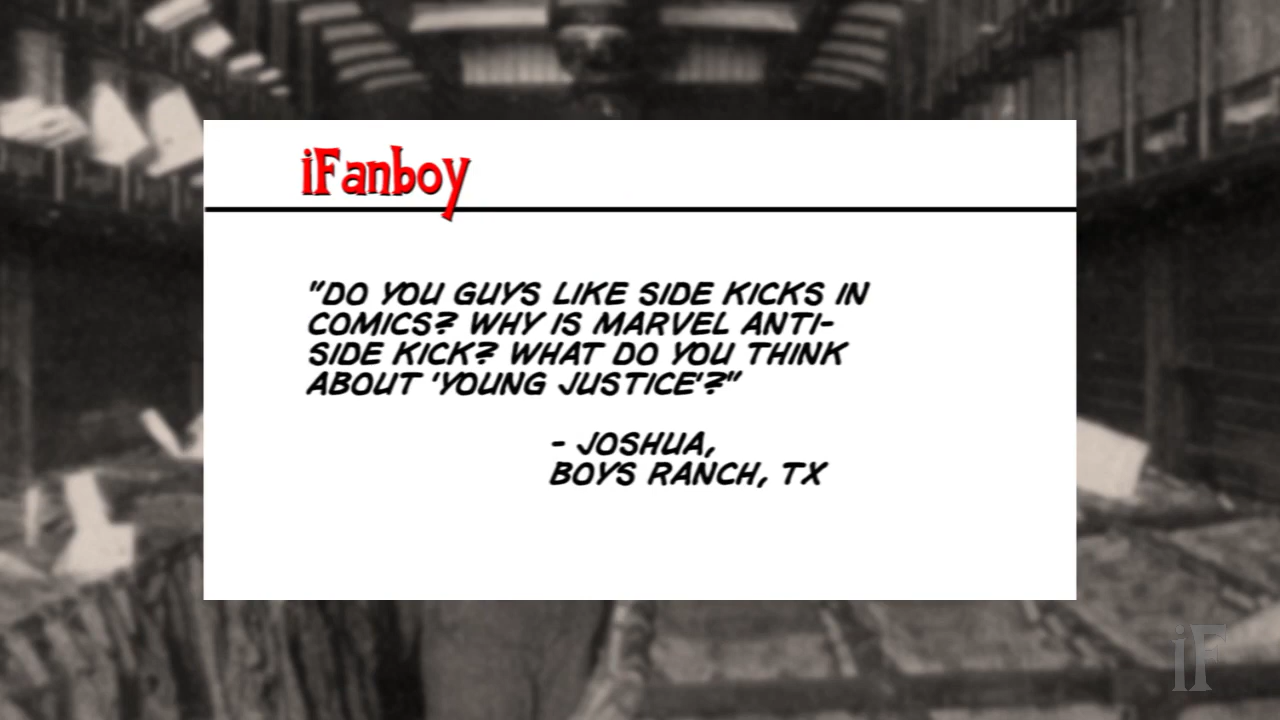 iFanboy
"DO YOU GUYS LIKE SIDE KICKS IN
COMICS? WHY IS MARVEL ANTI-
SIDE KICK? WHAT DO YOU THINK
ABOUT 'YOUNG JUSTICE'?"
- JOSHUA,
BOYS RANCH, TX
iF